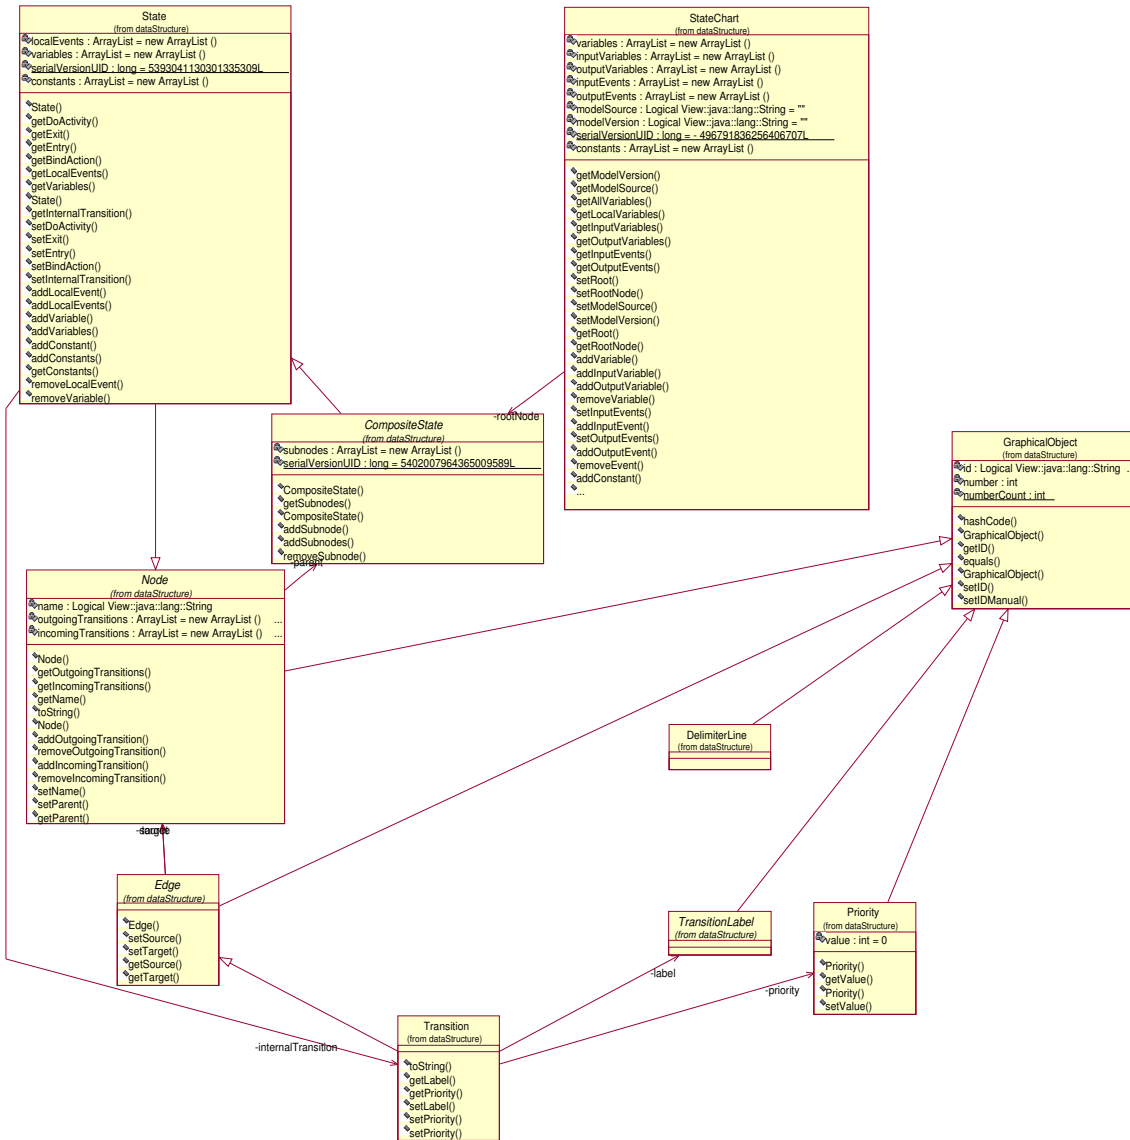 State
(from dataStructure)
localEvents : ArrayList = new ArrayList ()
variables : ArrayList = new ArrayList ()
serialVersionUID : long = 5393041130301335309L
constants : ArrayList = new ArrayList ()
State()
getDoActivity()
getExit()
getEntry()
getBindAction()
getLocalEvents()
getVariables()
State()
getInternalTransition()
setDoActivity()
setExit()
setEntry()
setBindAction()
setInternalTransition()
addLocalEvent()
addLocalEvents()
addVariable()
addVariables()
addConstant()
addConstants()
getConstants()
removeLocalEvent()
removeVariable()
StateChart
(from dataStructure)
variables : ArrayList = new ArrayList ()
inputVariables : ArrayList = new ArrayList ()
outputVariables : ArrayList = new ArrayList ()
inputEvents : ArrayList = new ArrayList ()
outputEvents : ArrayList = new ArrayList ()
modelSource : Logical View::java::lang::String = ""
modelVersion : Logical View::java::lang::String = ""
serialVersionUID : long = - 496791836256406707L
constants : ArrayList = new ArrayList ()
getModelVersion()
getModelSource()
getAllVariables()
getLocalVariables()
getInputVariables()
getOutputVariables()
getInputEvents()
getOutputEvents()
setRoot()
setRootNode()
setModelSource()
setModelVersion()
getRoot()
getRootNode()
addVariable()
addInputVariable()
addOutputVariable()
removeVariable()
setInputEvents()
addInputEvent()
setOutputEvents()
addOutputEvent()
removeEvent()
addConstant()
...
-rootNode
CompositeState
(from dataStructure)
subnodes : ArrayList = new ArrayList ()
serialVersionUID : long = 5402007964365009589L
CompositeState()
getSubnodes()
CompositeState()
addSubnode()
addSubnodes()
removeSubnode()
-parent
GraphicalObject
(from dataStructure)
id : Logical View::java::lang::String ...
number : int
numberCount : int
hashCode()
GraphicalObject()
getID()
equals()
GraphicalObject()
setID()
setIDManual()
Node
(from dataStructure)
name : Logical View::java::lang::String
outgoingTransitions : ArrayList = new ArrayList () ...
incomingTransitions : ArrayList = new ArrayList () ...
Node()
getOutgoingTransitions()
getIncomingTransitions()
getName()
toString()
Node()
addOutgoingTransition()
removeOutgoingTransition()
addIncomingTransition()
removeIncomingTransition()
setName()
setParent()
getParent()
-source
-target
DelimiterLine
(from dataStructure)
Edge
(from dataStructure)
Edge()
setSource()
setTarget()
getSource()
getTarget()
TransitionLabel
(from dataStructure)
-label
Priority
(from dataStructure)
value : int = 0
Priority()
getValue()
Priority()
setValue()
-priority
-internalTransition
Transition
(from dataStructure)
toString()
getLabel()
getPriority()
setLabel()
setPriority()
setPriority()